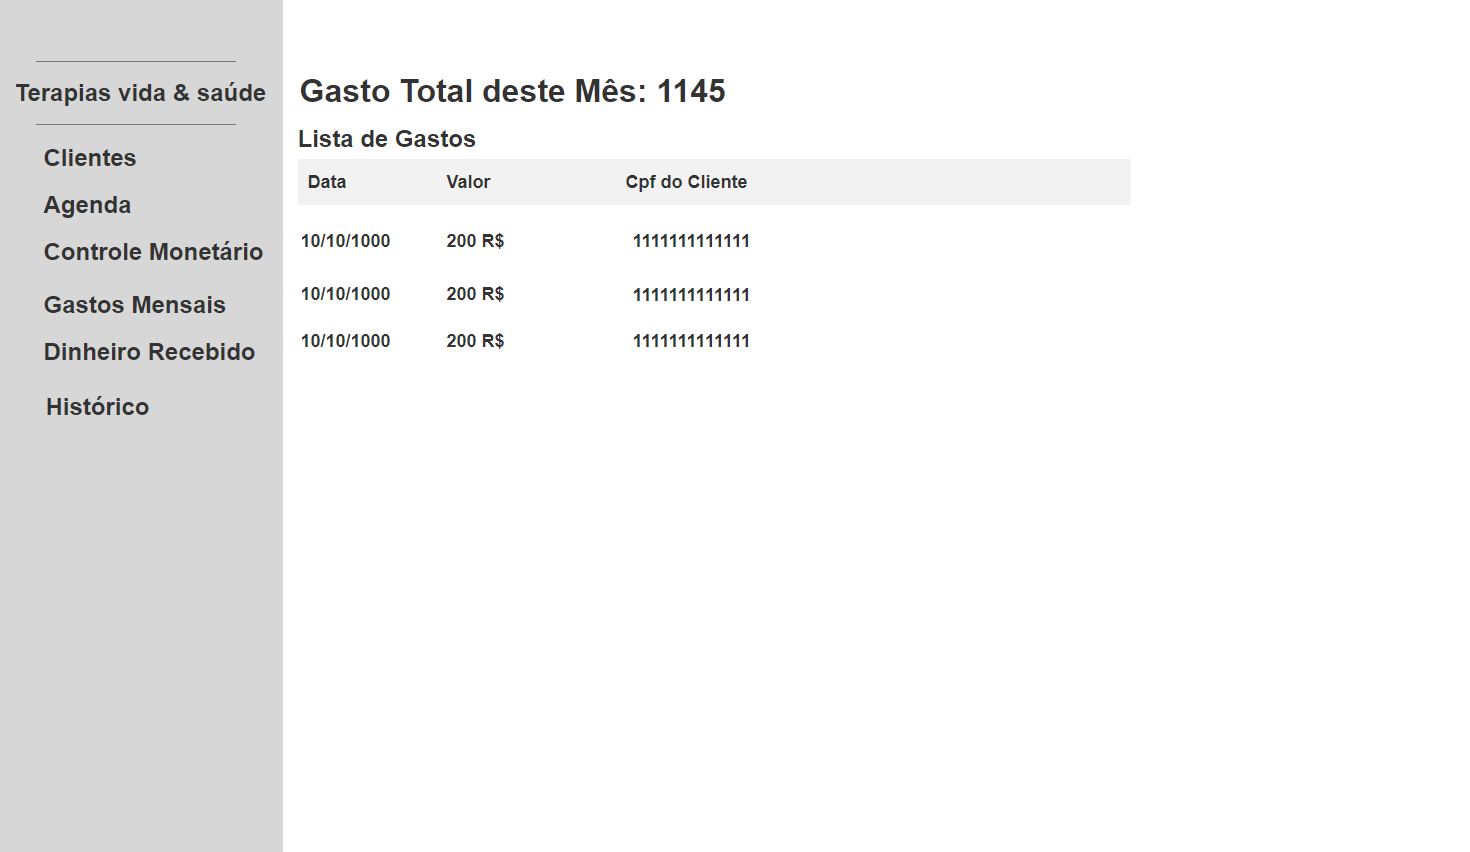 Terapias vida & saúde
Clientes
Agenda
Controle Monetário
Gastos Mensais
Dinheiro Recebido
Histórico
Gasto Total deste Mês: 1145
Lista de Gastos
Data Valor Cpf do Cliente
10/10/1000 200 R$ 1111111111111
10/10/1000 200 R$ 1111111111111
10/10/1000 200 R$ 1111111111111